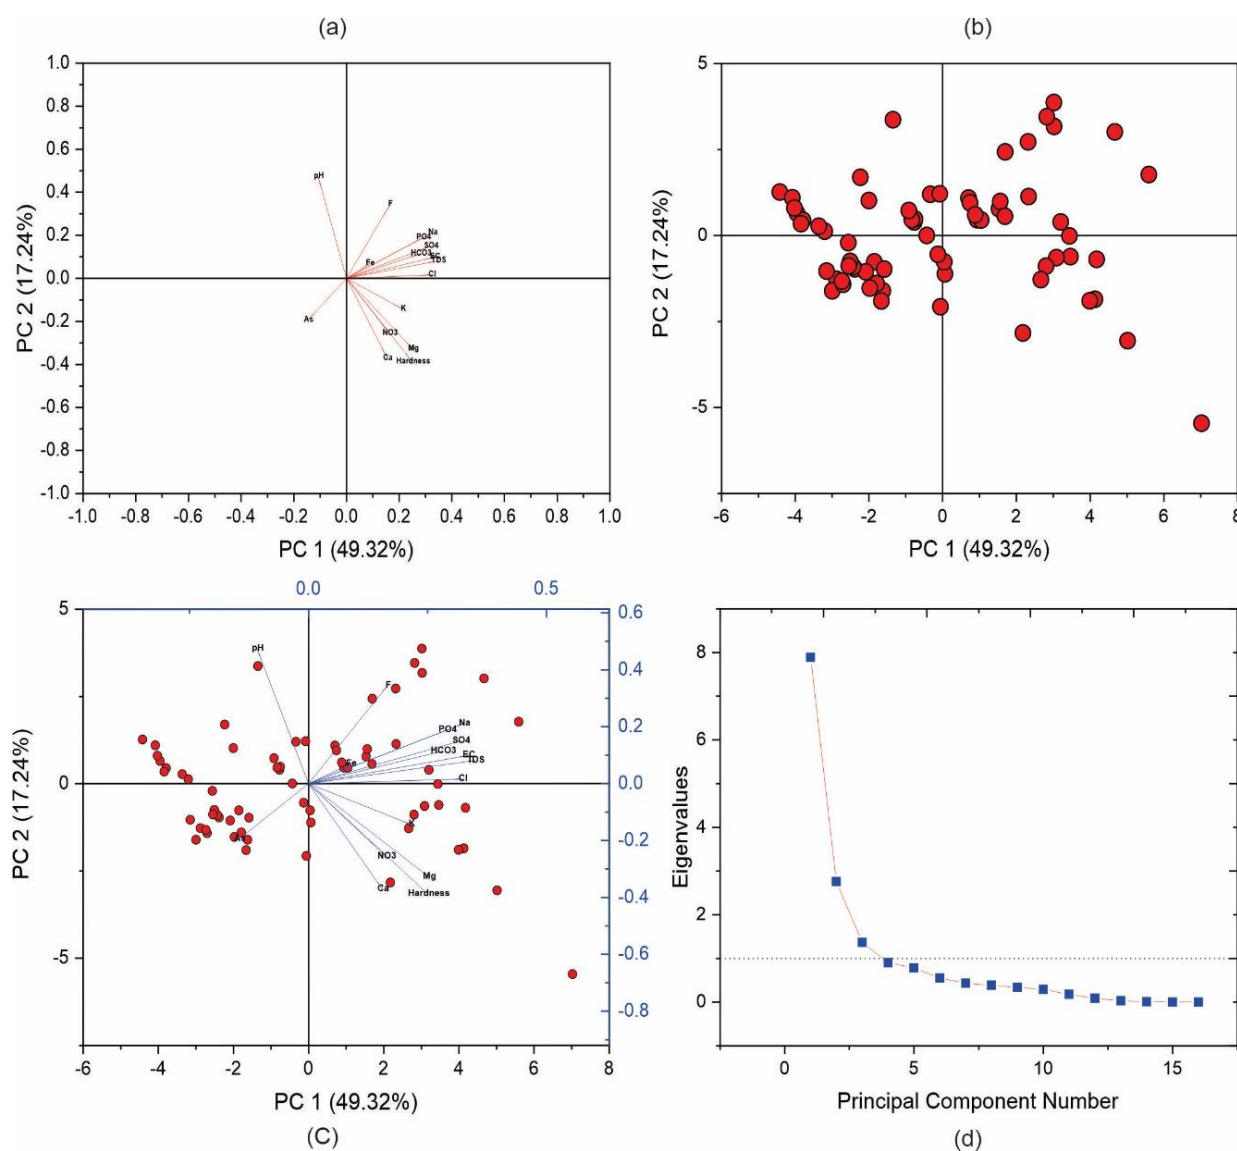 (a)
1.0
0.8
0.6
0.4
0.2
0.0
-0.2
-0.4
-0.6
-0.8
-1.0
PC 2 (17.24%)
pH
F
Na
PO4
SO4
HCO3
EC
TDS
Fe
Cl
K
As
NO3
Mg
Ca
Hardness
-1.0 -0.8 -0.6 -0.4 -0.2 0.0 0.2 0.4 0.6 0.8 1.0
PC 1 (49.32%)
(b)
5
0
-5
PC 2 (17.24%)
-6 -4 -2 0 2 4 6 8
PC 1 (49.32%)
0.0 0.5
5
0
-5
PC 2 (17.24%)
0.6
0.4
0.2
0.0
-0.2
-0.4
-0.6
-0.8
pH
F
Na
PO4
SO4
HCO3
EC
TDS
Fe
Cl
K
As
NO3
Mg
Ca
Hardness
-6 -4 -2 0 2 4 6 8
PC 1 (49.32%)
(C)
8
6
4
2
0
Eigenvalues
0 5 10 15
Principal Component Number
(d)